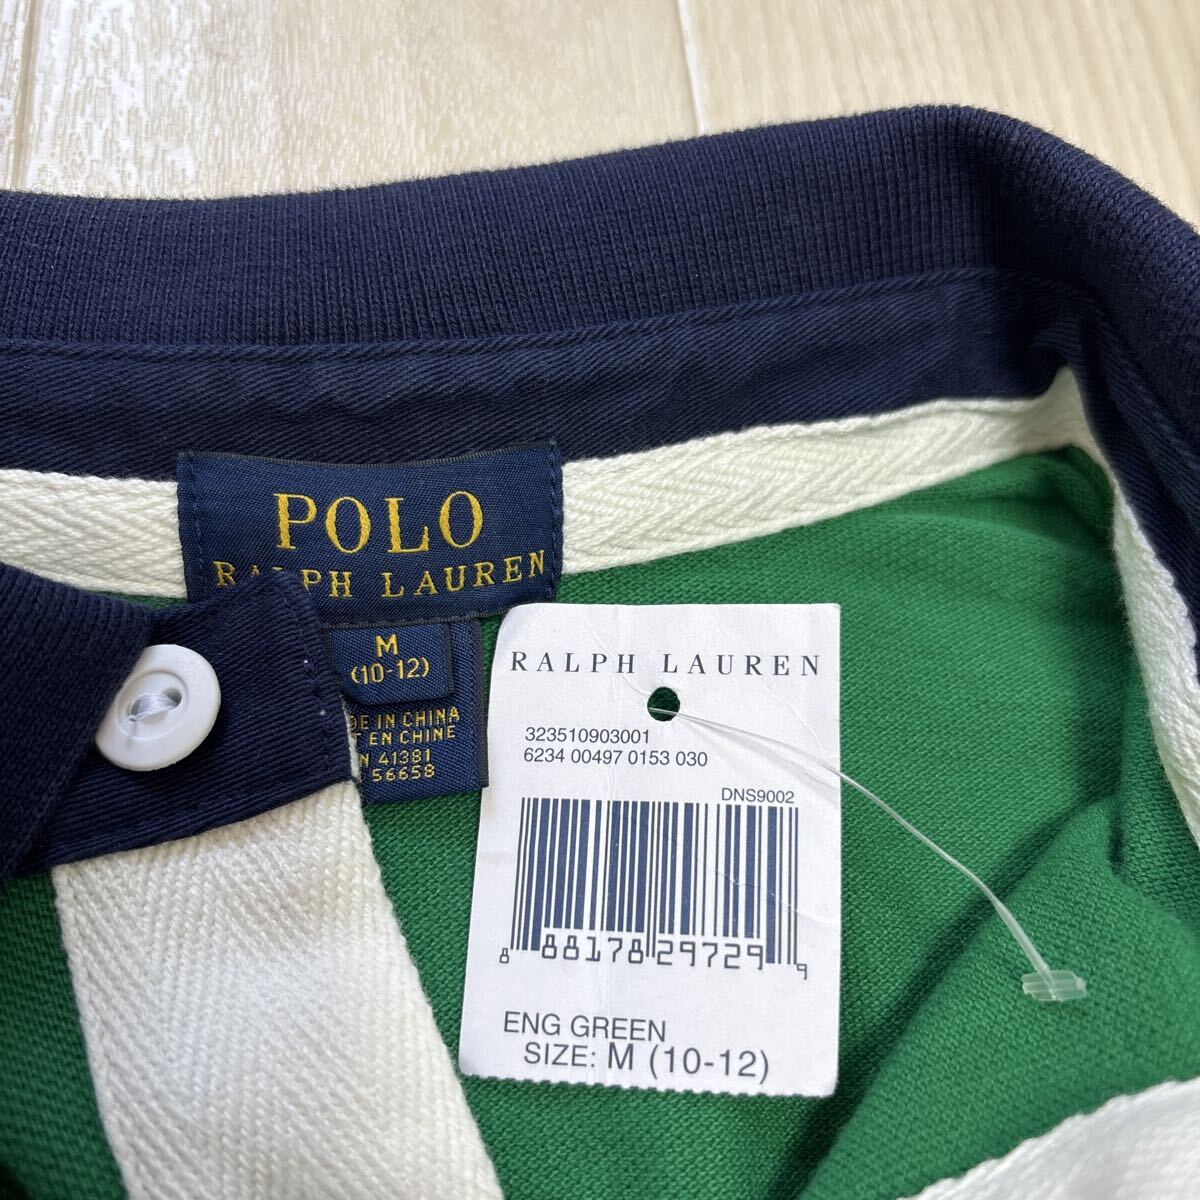 POLO
RALPH LAUREN
M
(10-12)
IN CHINA
EN CHINE
41381
56658
RALPH LAUREN
323510903001
6234 00497 0153 030
DNS9002
8 88178 29729 9
ENG GREEN
SIZE: M (10-12)